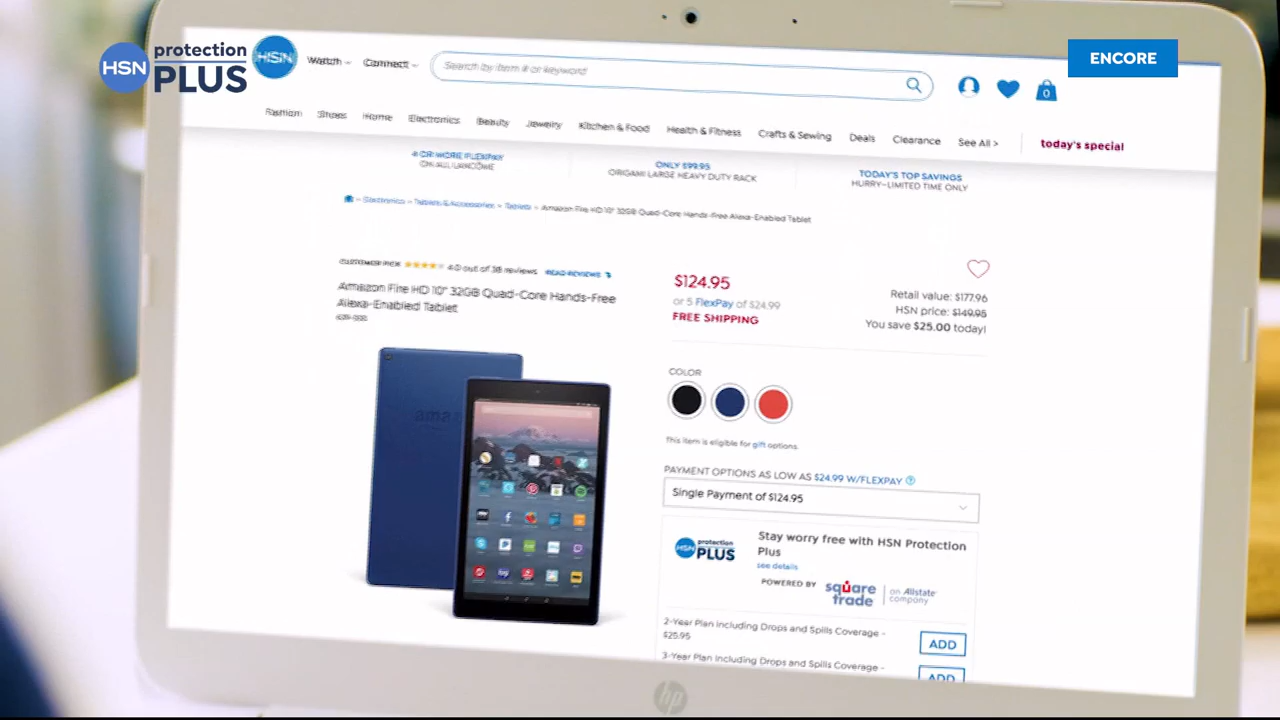 HSN protection PLUS
HSN
Watch
Connect
Search by item # or keyword
0
ENCORE
Fashion
Shoes
Home
Electronics
Beauty
Jewelry
Kitchen & Food
Health & Fitness
Crafts & Sewing
Deals
Clearance
See All >
today's special
4 OR MORE FLEXPAY
ON ALL LANCOME
ONLY $99.95
ORIGAMI LARGE HEAVY DUTY RACK
TODAY'S TOP SAVINGS
HURRY-LIMITED TIME ONLY
Electronics
Tablets & Accessories
Tablets
Amazon Fire HD 10" 32GB Quad-Core Hands-Free Alexa-Enabled Tablet
CUSTOMER PICK
4.0 out of 38 reviews
READ REVIEWS
Amazon Fire HD 10" 32GB Quad-Core Hands-Free
Alexa-Enabled Tablet
amaz
$124.95
or 5 FlexPay of $24.99
FREE SHIPPING
Retail value: $177.96
HSN price: $149.95
You save $25.00 today!
COLOR
This item is eligible for gift options.
PAYMENT OPTIONS AS LOW AS $24.99 W/FLEXPAY ?
Single Payment of $124.95
HSN protection PLUS
Stay worry free with HSN Protection
Plus
see details
POWERED BY
square trade
an Allstate company
2-Year Plan Including Drops and Spills Coverage -
$25.95
ADD
3-Year Plan Including Drops and Spills Coverage -
ADD
hp